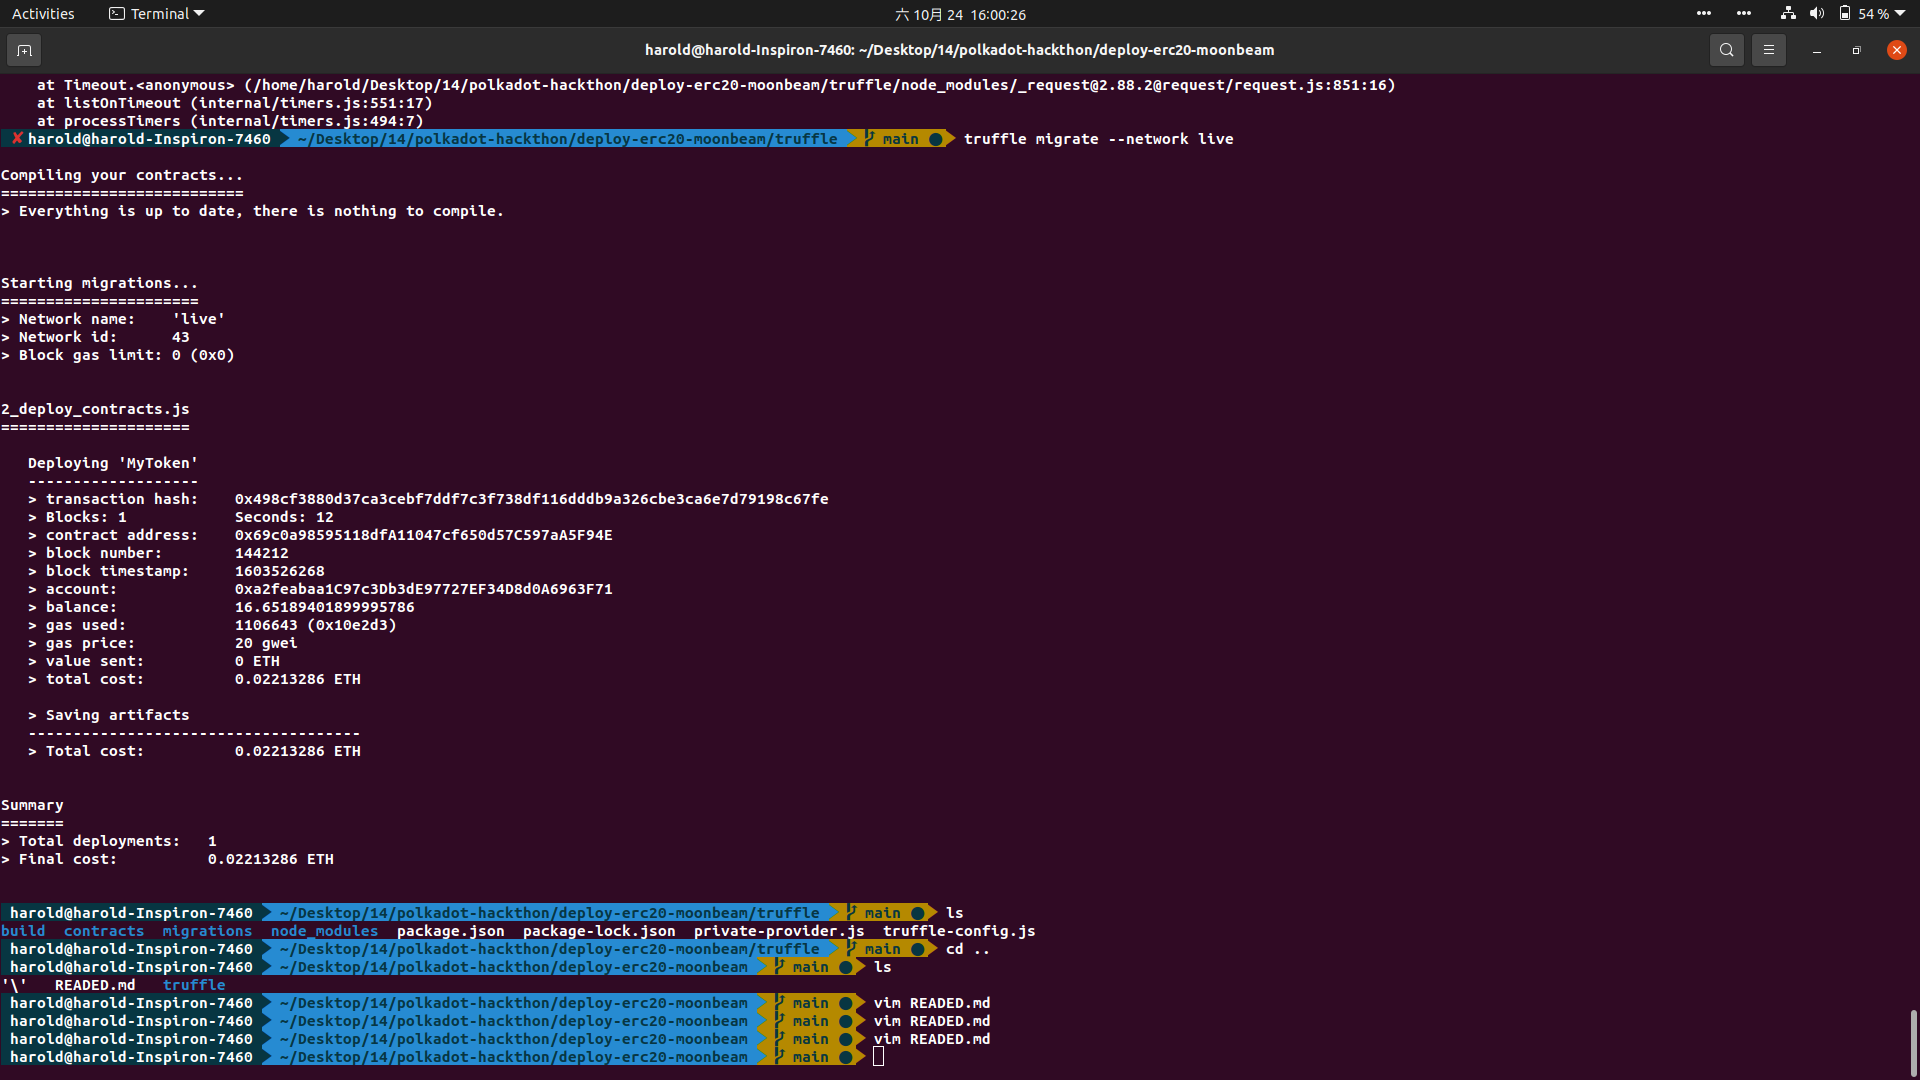 Activities Terminal 六 10月 24 16:00:26 54 %
harold@harold-Inspiron-7460: ~/Desktop/14/polkadot-hackthon/deploy-erc20-moonbeam
at Timeout.<anonymous> (/home/harold/Desktop/14/polkadot-hackthon/deploy-erc20-moonbeam/truffle/node_modules/_request@2.88.2@request/request.js:851:16)
at listOnTimeout (internal/timers.js:551:17)
at processTimers (internal/timers.js:494:7)
✘ harold@harold-Inspiron-7460 ~/Desktop/14/polkadot-hackthon/deploy-erc20-moonbeam/truffle main ● truffle migrate --network live
Compiling your contracts...
===========================
> Everything is up to date, there is nothing to compile.
Starting migrations...
======================
> Network name: 'live'
> Network id: 43
> Block gas limit: 0 (0x0)
2_deploy_contracts.js
=====================
Deploying 'MyToken'
-------------------
> transaction hash: 0x498cf3880d37ca3cebf7ddf7c3f738df116dddb9a326cbe3ca6e7d79198c67fe
> Blocks: 1 Seconds: 12
> contract address: 0x69c0a98595118dfA11047cf650d57C597aA5F94E
> block number: 144212
> block timestamp: 1603526268
> account: 0xa2feabaa1C97c3Db3dE97727EF34D8d0A6963F71
> balance: 16.65189401899995786
> gas used: 1106643 (0x10e2d3)
> gas price: 20 gwei
> value sent: 0 ETH
> total cost: 0.02213286 ETH
> Saving artifacts
-------------------------------------
> Total cost: 0.02213286 ETH
Summary
=======
> Total deployments: 1
> Final cost: 0.02213286 ETH
harold@harold-Inspiron-7460 ~/Desktop/14/polkadot-hackthon/deploy-erc20-moonbeam/truffle main ● ls
build contracts migrations node_modules package.json package-lock.json private-provider.js truffle-config.js
harold@harold-Inspiron-7460 ~/Desktop/14/polkadot-hackthon/deploy-erc20-moonbeam/truffle main ● cd ..
harold@harold-Inspiron-7460 ~/Desktop/14/polkadot-hackthon/deploy-erc20-moonbeam main ● ls
'\' READED.md truffle
harold@harold-Inspiron-7460 ~/Desktop/14/polkadot-hackthon/deploy-erc20-moonbeam main ● vim READED.md
harold@harold-Inspiron-7460 ~/Desktop/14/polkadot-hackthon/deploy-erc20-moonbeam main ● vim READED.md
harold@harold-Inspiron-7460 ~/Desktop/14/polkadot-hackthon/deploy-erc20-moonbeam main ● vim READED.md
harold@harold-Inspiron-7460 ~/Desktop/14/polkadot-hackthon/deploy-erc20-moonbeam main ●